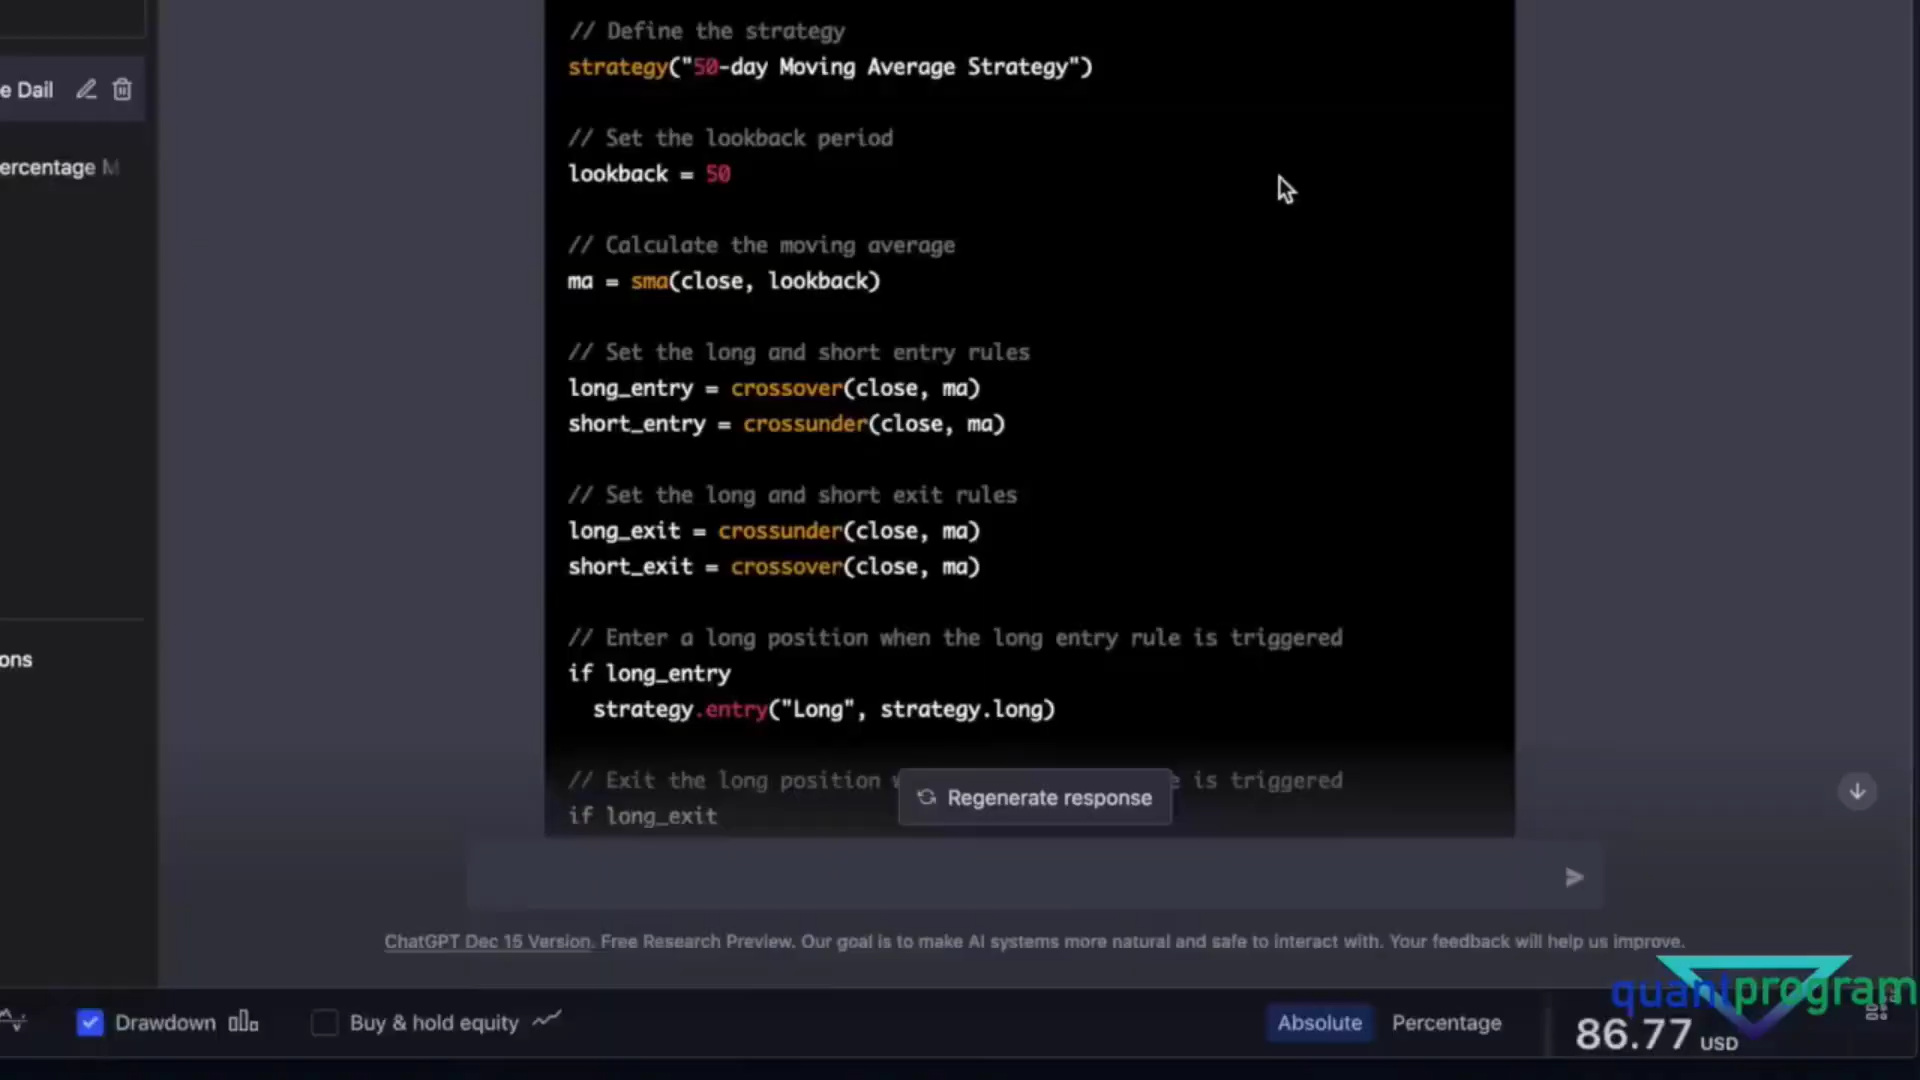 // Define the strategy
strategy("50-day Moving Average Strategy")
e Dail
// Set the lookback period
ercentage M
lookback = 50
// Calculate the moving average
ma = sma(close, lookback)
// Set the long and short entry rules
long_entry = crossover(close, ma)
short_entry = crossunder(close, ma)
// Set the long and short exit rules
long_exit = crossunder(close, ma)
short_exit = crossover(close, ma)
// Enter a long position when the long entry rule is triggered
ons
if long_entry
strategy.entry("Long", strategy.long)
// Exit the long position w
e is triggered
Regenerate response
if long_exit
ChatGPT Dec 15 Version. Free Research Preview. Our goal is to make AI systems more natural and safe to interact with. Your feedback will help us improve.
quantprogram
Drawdown
Buy & hold equity
Absolute
Percentage
86.77 USD